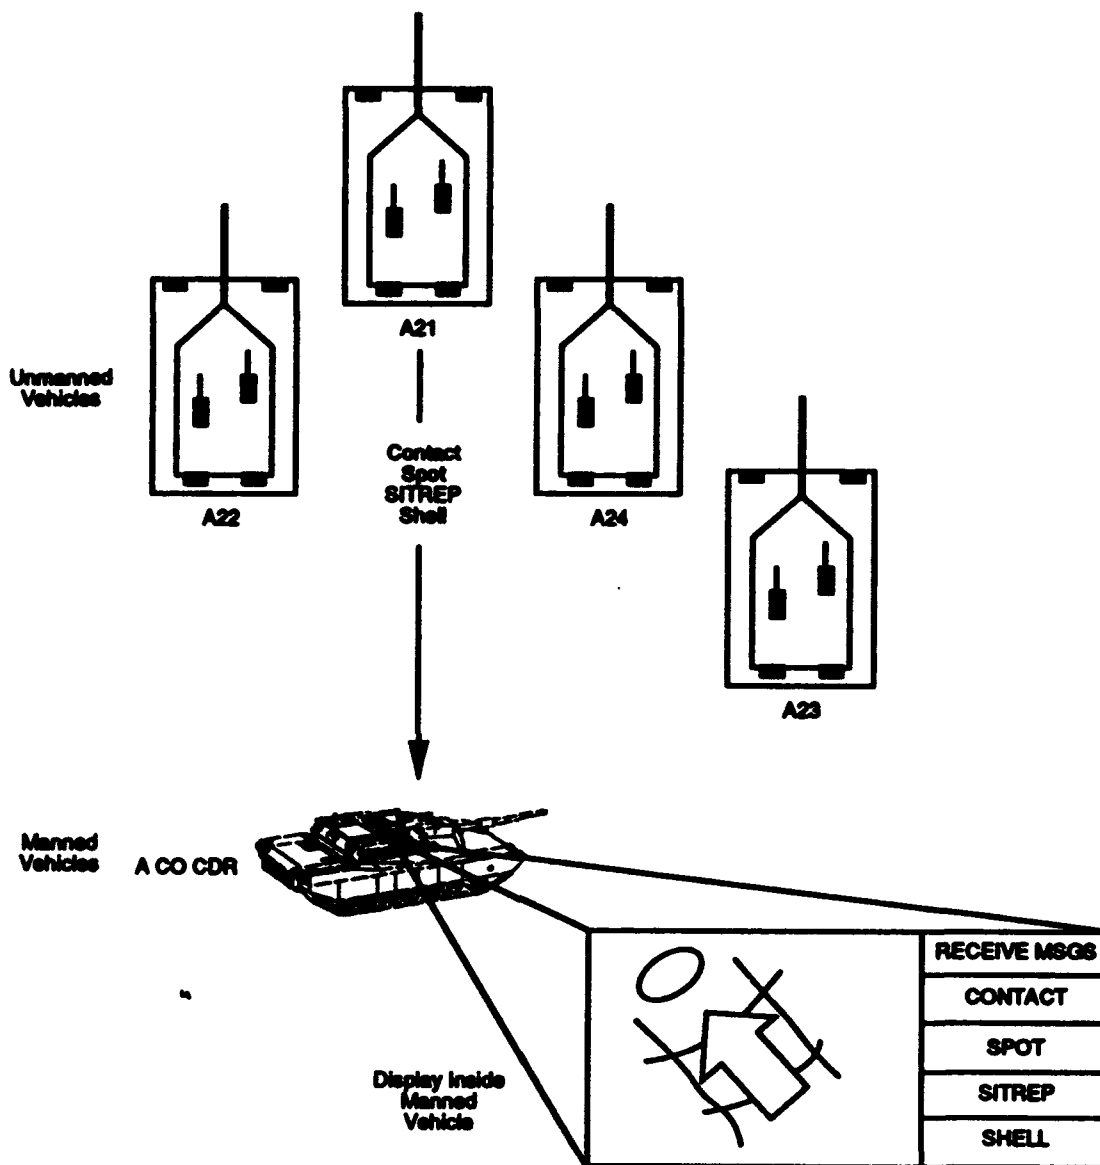 A21
Unmanned
Vehicles
Contact
Spot
SITREP
Shell
A22
A24
A23
Manned
Vehicles
A CO CDR
RECEIVE MSGS
CONTACT
SPOT
SITREP
SHELL
Display Inside
Manned
Vehicle